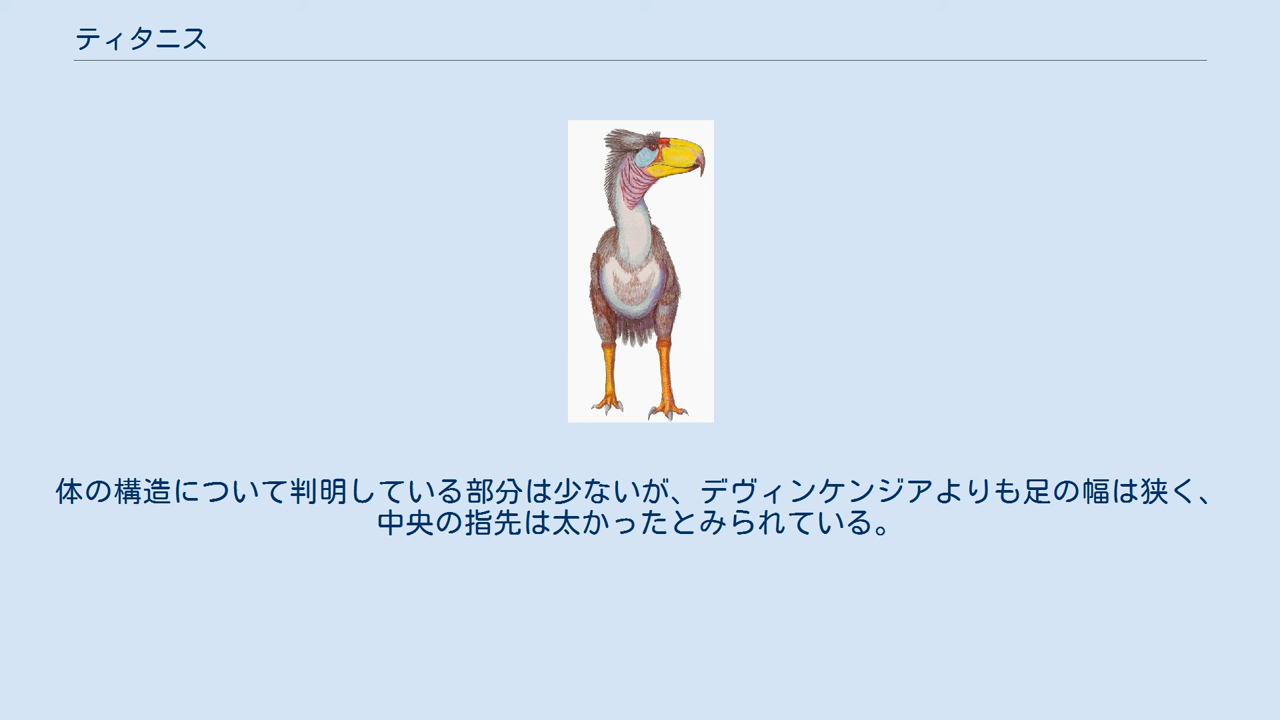 ティタニス
体の構造について判明している部分は少ないが、デヴィンケンジアよりも足の幅は狭く、
中央の指先は太かったとみられている。